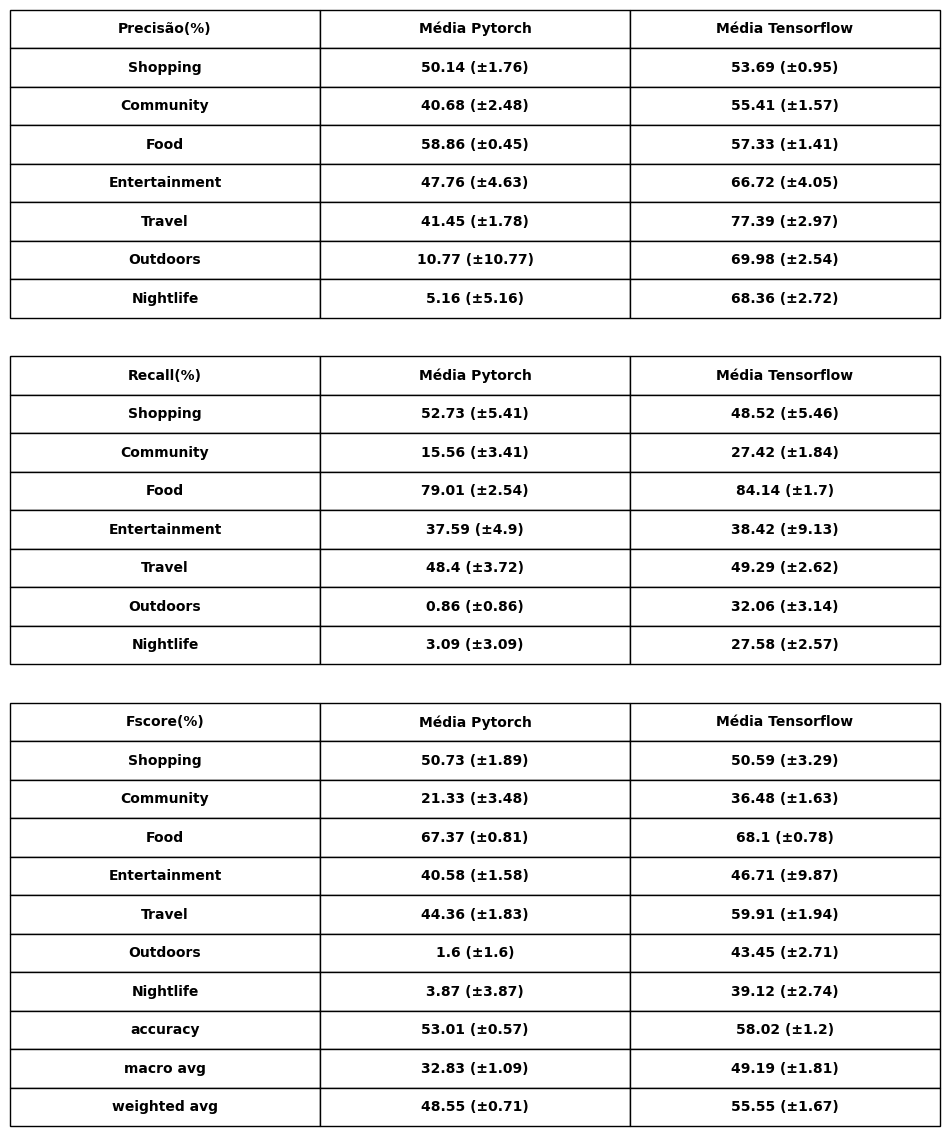 Precisão(%) Média Pytorch Média Tensorflow
Shopping 50.14 (±1.76) 53.69 (±0.95)
Community 40.68 (±2.48) 55.41 (±1.57)
Food 58.86 (±0.45) 57.33 (±1.41)
Entertainment 47.76 (±4.63) 66.72 (±4.05)
Travel 41.45 (±1.78) 77.39 (±2.97)
Outdoors 10.77 (±10.77) 69.98 (±2.54)
Nightlife 5.16 (±5.16) 68.36 (±2.72)
Recall(%) Média Pytorch Média Tensorflow
Shopping 52.73 (±5.41) 48.52 (±5.46)
Community 15.56 (±3.41) 27.42 (±1.84)
Food 79.01 (±2.54) 84.14 (±1.7)
Entertainment 37.59 (±4.9) 38.42 (±9.13)
Travel 48.4 (±3.72) 49.29 (±2.62)
Outdoors 0.86 (±0.86) 32.06 (±3.14)
Nightlife 3.09 (±3.09) 27.58 (±2.57)
Fscore(%) Média Pytorch Média Tensorflow
Shopping 50.73 (±1.89) 50.59 (±3.29)
Community 21.33 (±3.48) 36.48 (±1.63)
Food 67.37 (±0.81) 68.1 (±0.78)
Entertainment 40.58 (±1.58) 46.71 (±9.87)
Travel 44.36 (±1.83) 59.91 (±1.94)
Outdoors 1.6 (±1.6) 43.45 (±2.71)
Nightlife 3.87 (±3.87) 39.12 (±2.74)
accuracy 53.01 (±0.57) 58.02 (±1.2)
macro avg 32.83 (±1.09) 49.19 (±1.81)
weighted avg 48.55 (±0.71) 55.55 (±1.67)